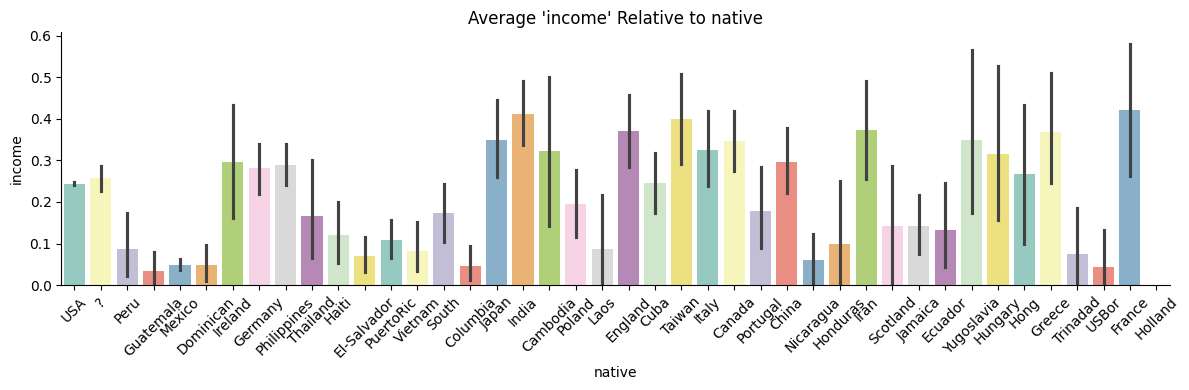 Average 'income' Relative to native
income
0.6
0.5
0.4
0.3
0.2
0.1
0.0
USA
?
Peru
Guatemala
Mexico
Dominican
Ireland
Germany
Philippines
Thailand
Haiti
El-Salvador
PuertoRic
Vietnam
South
Columbia
Japan
India
Cambodia
Poland
Laos
England
Cuba
Taiwan
Italy
Canada
Portugal
China
Nicaragua
Honduras
Iran
Scotland
Jamaica
Ecuador
Yugoslavia
Hungary
Hong
Greece
Trinadad
USBor
France
Holland
native